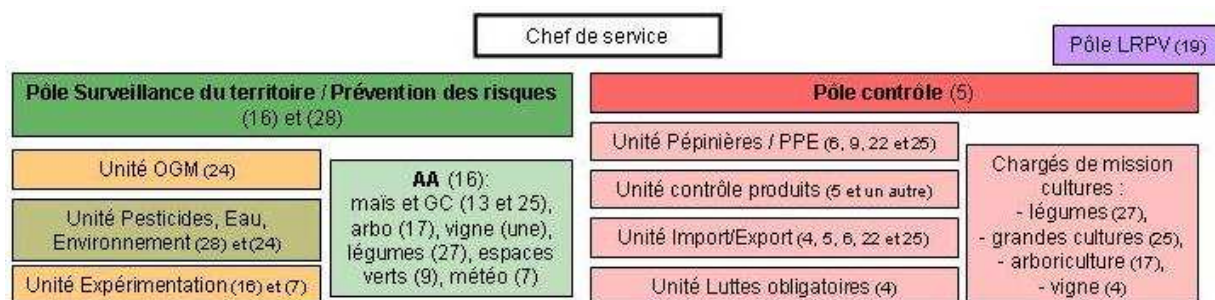 Chef de service
Pôle LRPV (19)
Pôle Surveillance du territoire / Prévention des risques
(16) et (28)
Pôle contrôle (5)
Unité OGM (24)
Unité Pesticides, Eau,
Environnement (28) et (24)
Unité Expérimentation (16) et (7)
AA (16):
maïs et GC (13 et 25),
arbo (17), vigne (une),
légumes (27), espaces
verts (9), météo (7)
Unité Pépinières / PPE (6, 9, 22 et 25)
Unité contrôle produits (5 et un autre)
Unité Import/Export (4, 5, 6, 22 et 25)
Unité Luttes obligatoires (4)
Chargés de mission
cultures :
- légumes (27),
- grandes cultures (25),
- arboriculture (17),
- vigne (4)